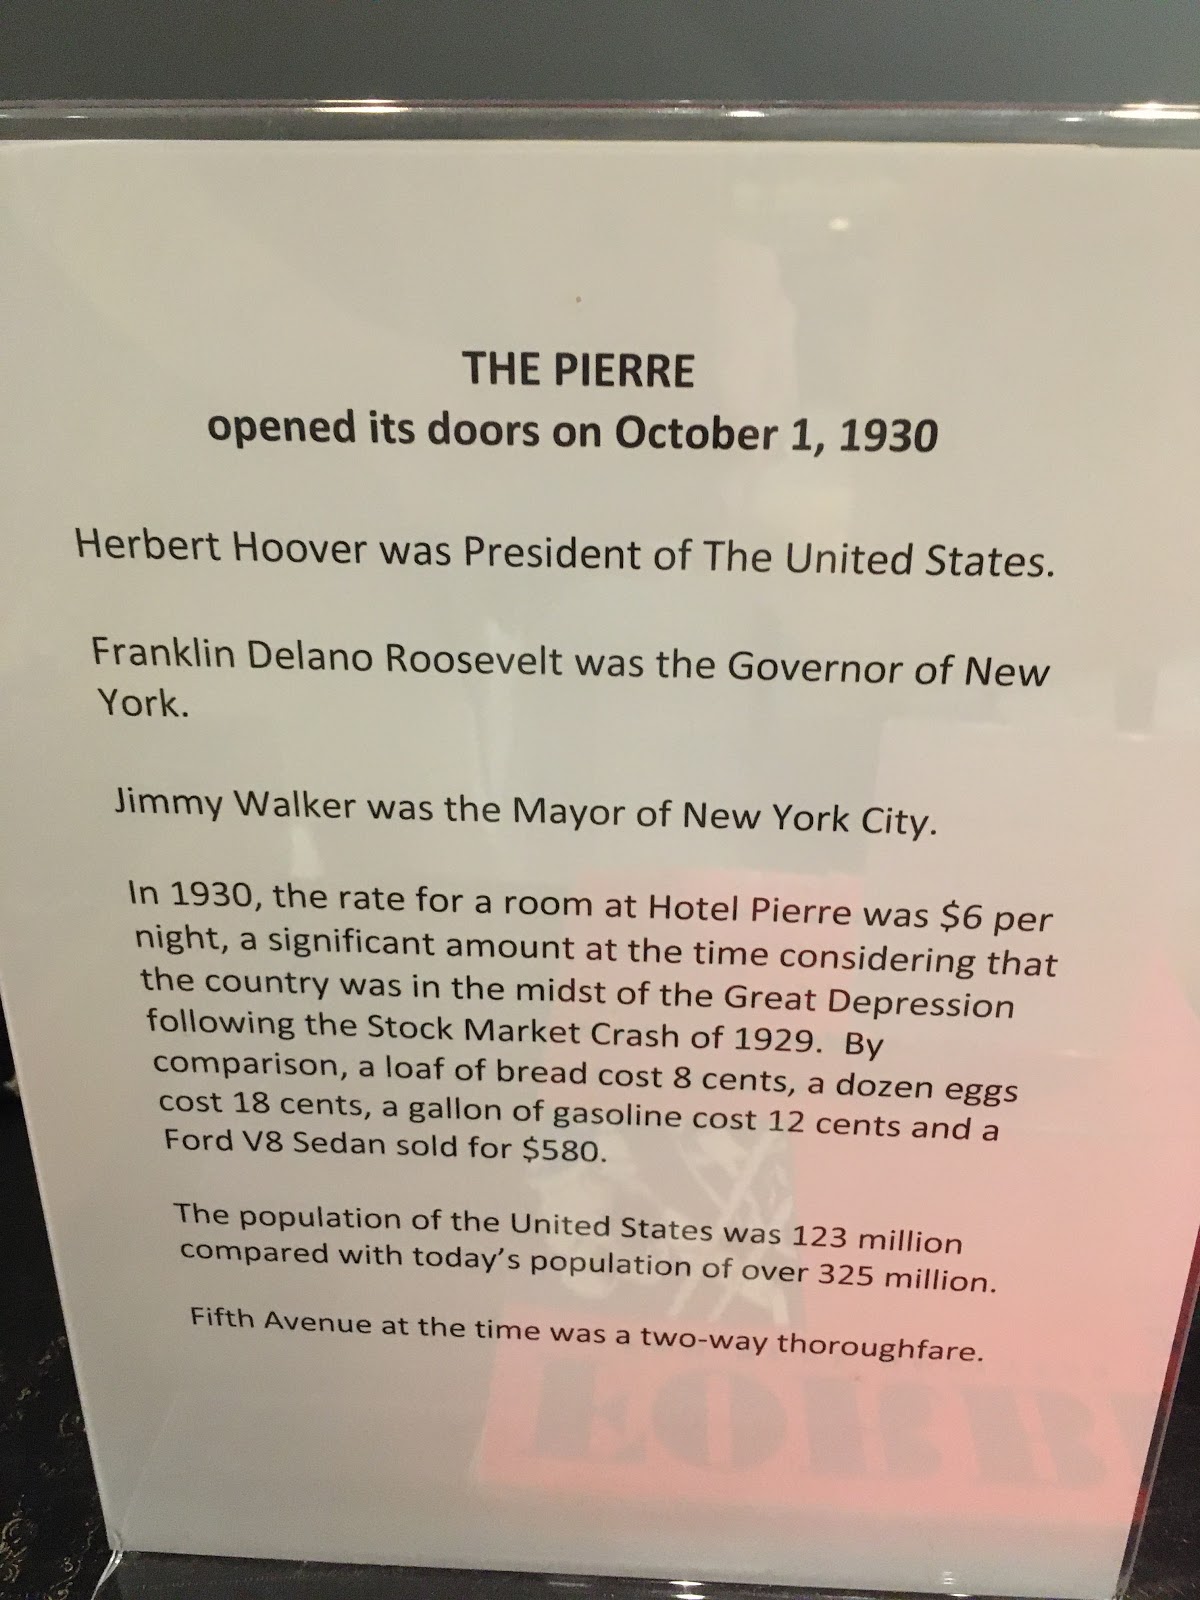 THE PIERRE
opened its doors on October 1, 1930
Herbert Hoover was President of The United States.
Franklin Delano Roosevelt was the Governor of New
York.
Jimmy Walker was the Mayor of New York City.
In 1930, the rate for a room at Hotel Pierre was $6 per
night, a significant amount at the time considering that
the country was in the midst of the Great Depression
following the Stock Market Crash of 1929.  By
comparison, a loaf of bread cost 8 cents, a dozen eggs
cost 18 cents, a gallon of gasoline cost 12 cents and a
Ford V8 Sedan sold for $580.
The population of the United States was 123 million
compared with today’s population of over 325 million.
Fifth Avenue at the time was a two-way thoroughfare.